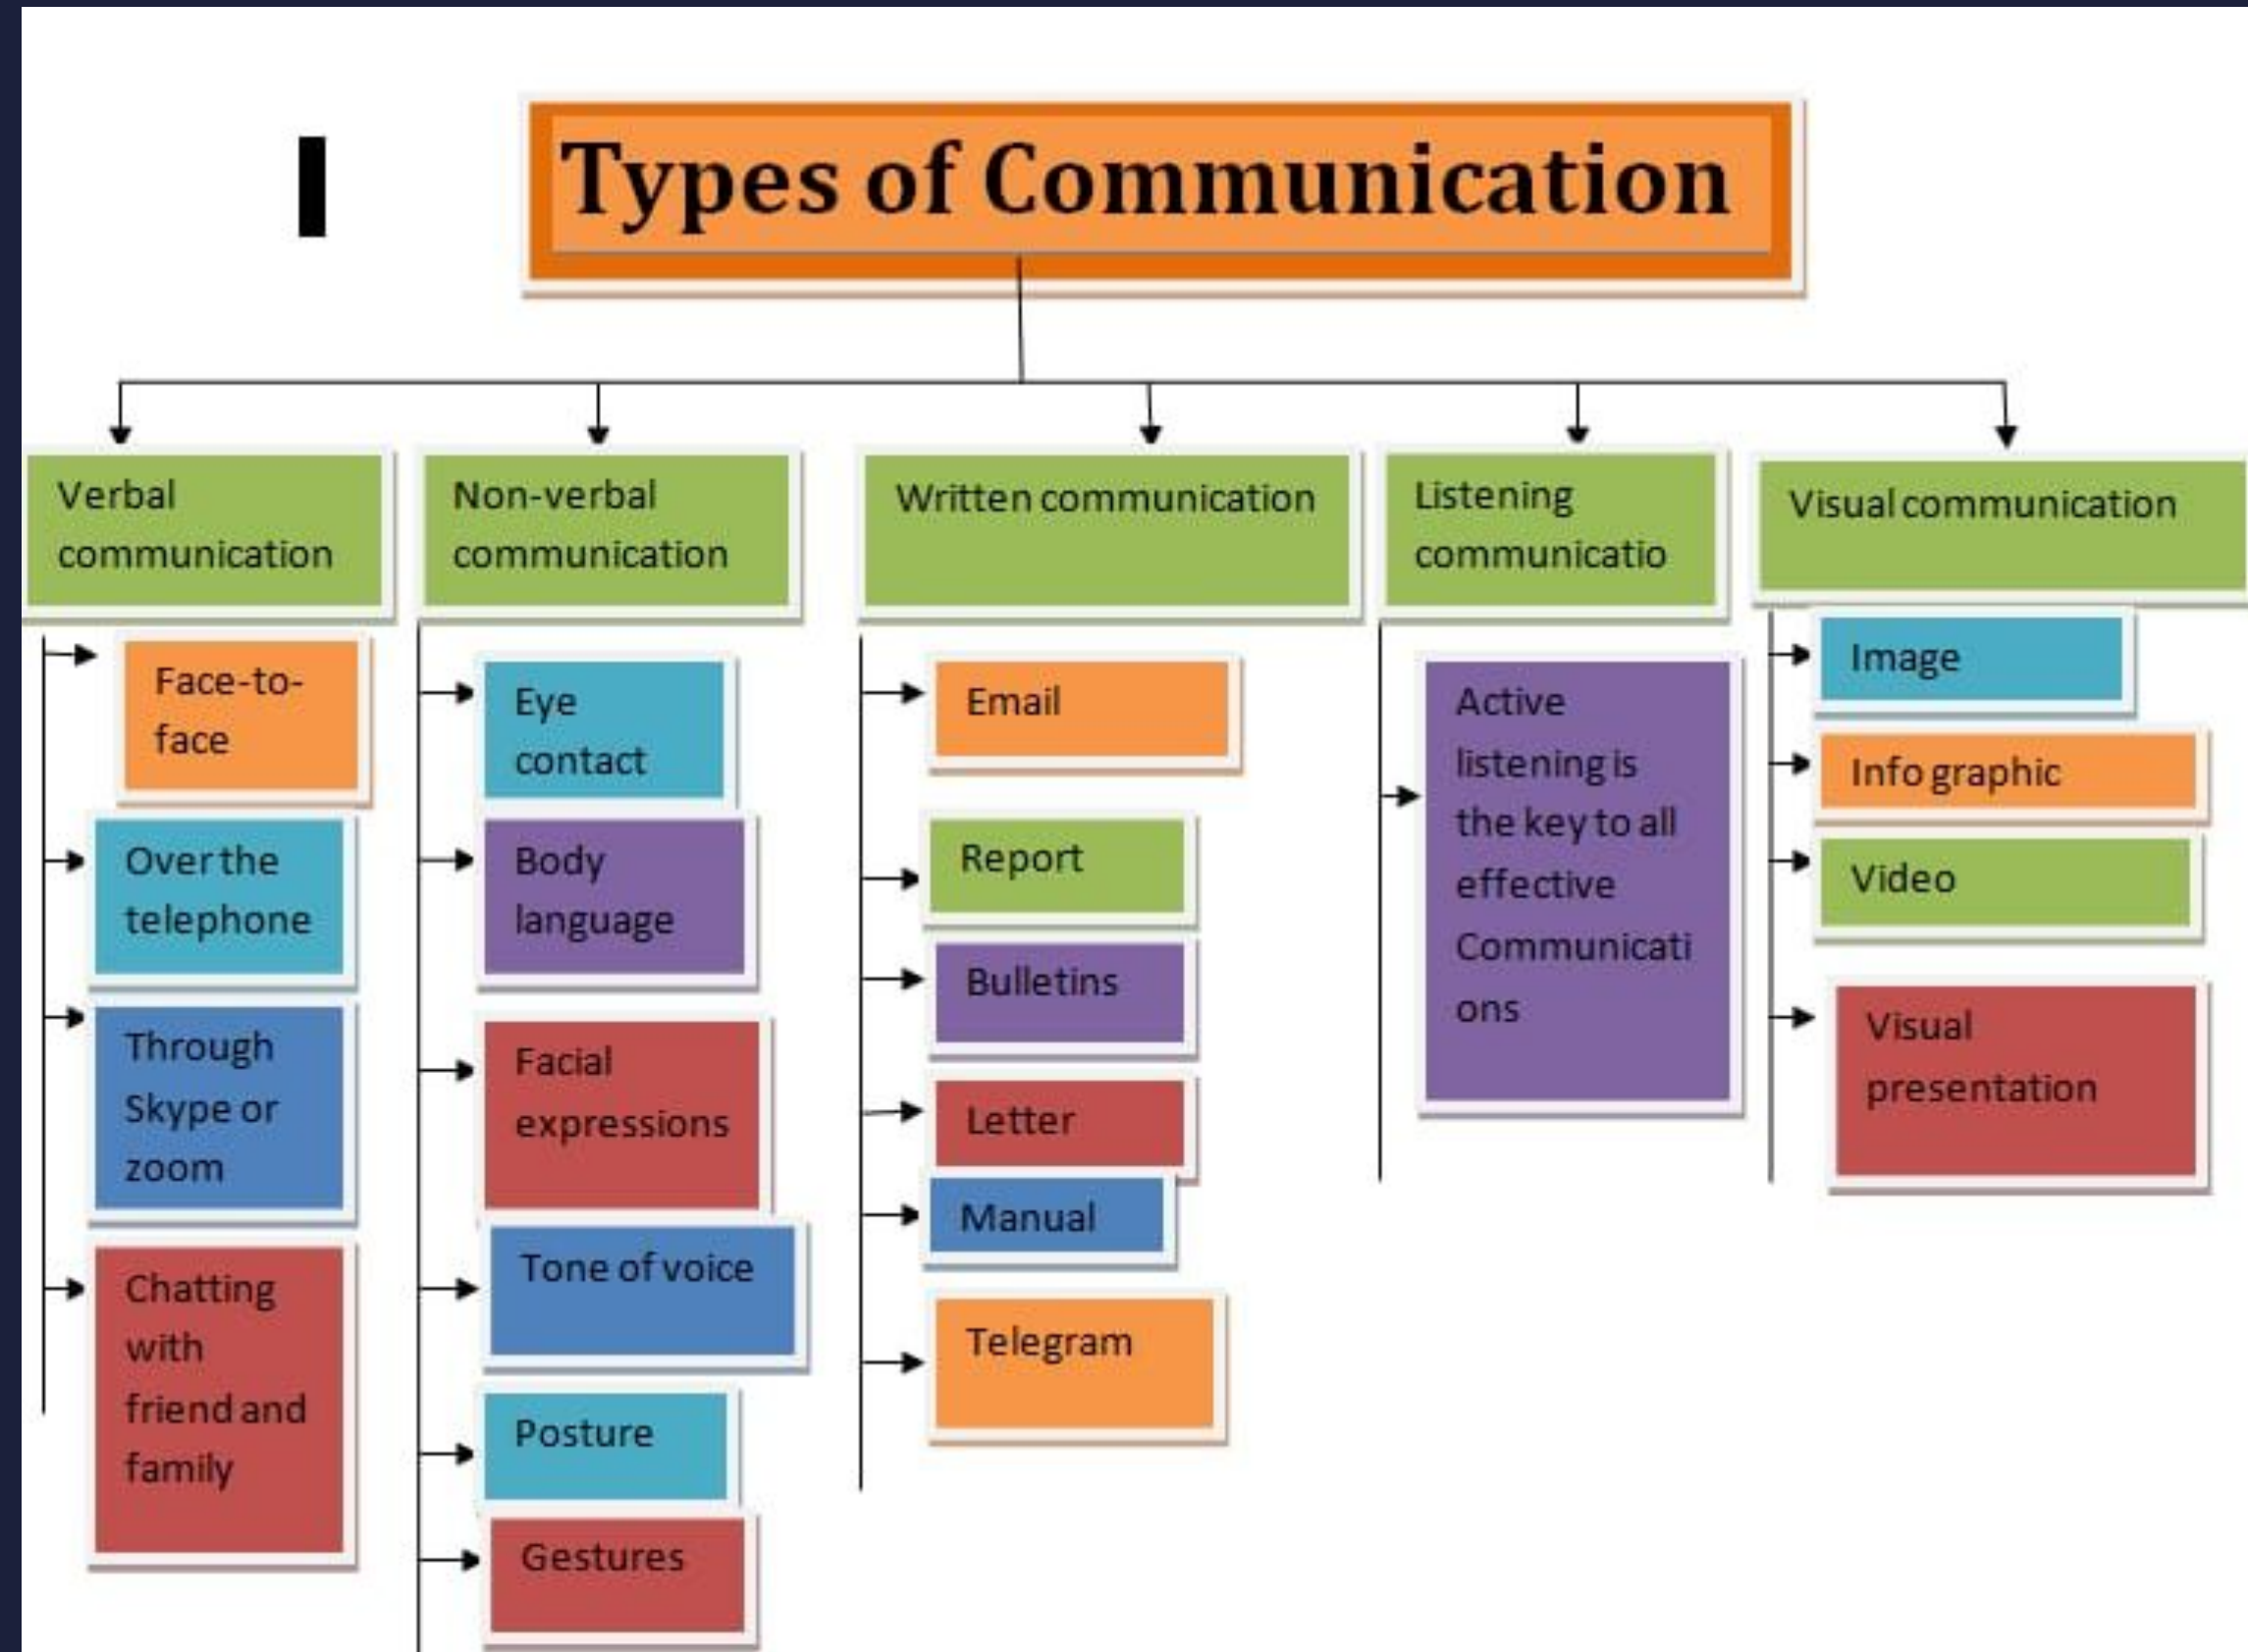 I
Types of Communication
Verbal
communication
Face-to-
face
Over the
telephone
Through
Skype or
zoom
Chatting
with
friend and
family
Non-verbal
communication
Eye
contact
Body
language
Facial
expressions
Tone of voice
Posture
Gestures
Written communication
Email
Report
Bulletins
Letter
Manual
Telegram
Listening
communicatio
Active
listening is
the key to all
effective
Communicati
ons
Visual communication
Image
Info graphic
Video
Visual
presentation